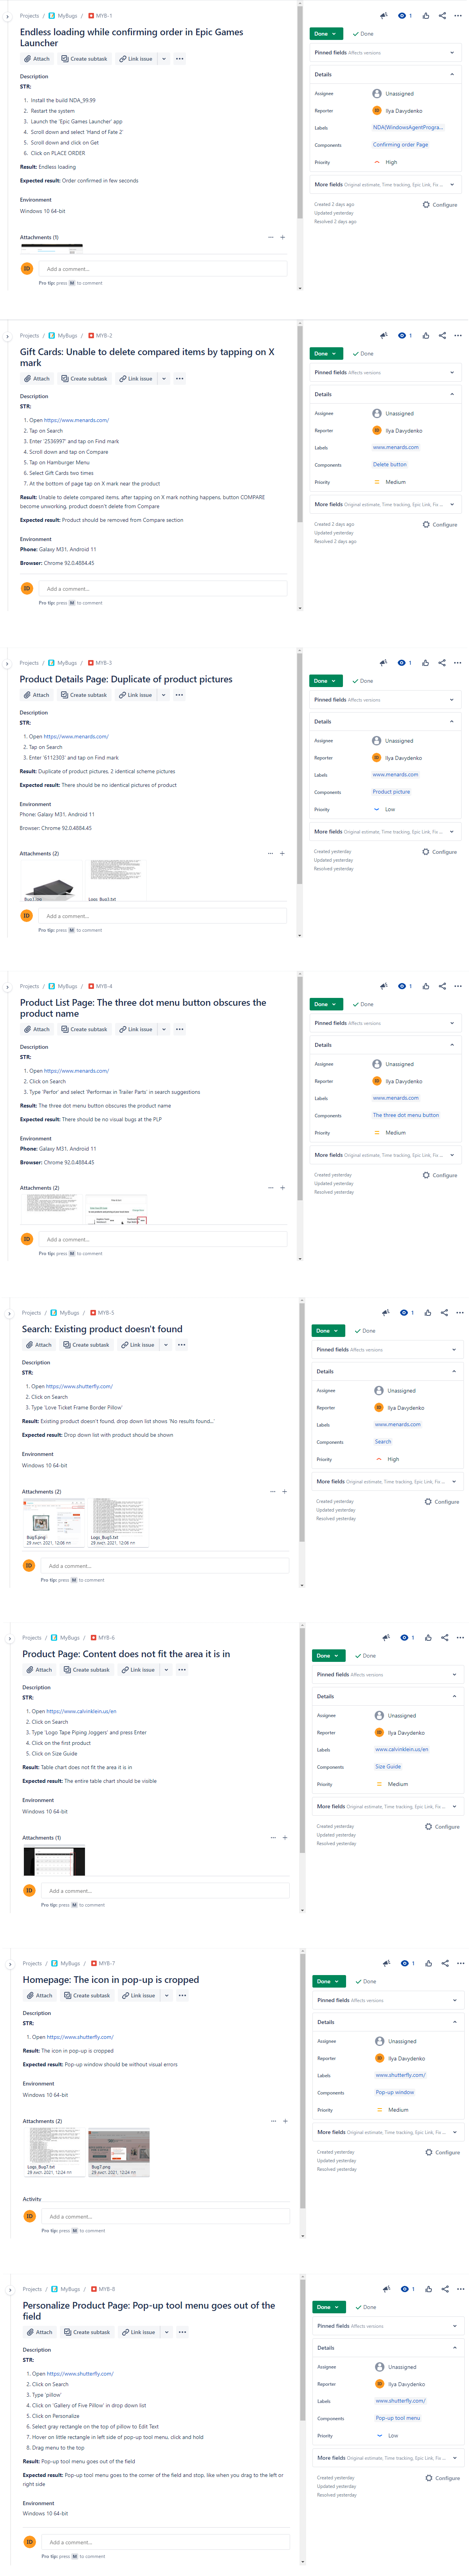 Projects / MyBugs / MYB-1
1
Endless loading while confirming order in Epic Games
Launcher
Attach Create subtask Link issue
Description
STR:
1. Install the build NDA_99.99
2. Restart the system
3. Launch the 'Epic Games Launcher' app
4. Scroll down and select 'Hand of Fate 2'
5. Scroll down and click on Get
6. Click on PLACE ORDER
Result: Endless loading
Expected result: Order confirmed in few seconds
Environment
Windows 10 64-bit
Attachments (1)
ID Add a comment...
Pro tip: press M to comment
Done Done
Pinned fields Affects versions
Details
Assignee Unassigned
Reporter Ilya Davydenko
Labels NDA(WindowsAgentProgra...
Components Confirming order Page
Priority High
More fields Original estimate, Time tracking, Epic Link, Fix ...
Created 2 days ago Configure
Updated yesterday
Resolved 2 days ago
Projects / MyBugs / MYB-2
1
Gift Cards: Unable to delete compared items by tapping on X
mark
Attach Create subtask Link issue
Description
STR:
1. Open https://www.menards.com/
2. Tap on Search
3. Enter '2536997' and tap on Find mark
4. Scroll down and tap on Compare
5. Tap on Hamburger Menu
6. Select Gift Cards two times
7. At the bottom of page tap on X mark near the product
Result: Unable to delete compared items, after tapping on X mark nothing happens, button COMPARE
become unworking, product doesn't delete from Compare
Expected result: Product should be removed from Compare section
Environment
Phone: Galaxy M31, Android 11
Browser: Chrome 92.0.4884.45
ID Add a comment...
Pro tip: press M to comment
Done Done
Pinned fields Affects versions
Details
Assignee Unassigned
Reporter Ilya Davydenko
Labels www.menards.com
Components Delete button
Priority Medium
More fields Original estimate, Time tracking, Epic Link, Fix ...
Created 2 days ago Configure
Updated yesterday
Resolved 2 days ago
Projects / MyBugs / MYB-3
1
Product Details Page: Duplicate of product pictures
Attach Create subtask Link issue
Description
STR:
1. Open https://www.menards.com/
2. Tap on Search
3. Enter '6112303' and tap on Find mark
Result: Duplicate of product pictures, 2 identical scheme pictures
Expected result: There should be no identical pictures of product
Environment
Phone: Galaxy M31, Android 11
Browser: Chrome 92.0.4884.45
Attachments (2)
Logs_Bug3.txt
ID Add a comment...
Pro tip: press M to comment
Done Done
Pinned fields Affects versions
Details
Assignee Unassigned
Reporter Ilya Davydenko
Labels www.menards.com
Components Product picture
Priority Low
More fields Original estimate, Time tracking, Epic Link, Fix ...
Created yesterday Configure
Updated yesterday
Resolved yesterday
Projects / MyBugs / MYB-4
1
Product List Page: The three dot menu button obscures the
product name
Attach Create subtask Link issue
Description
STR:
1. Open https://www.menards.com/
2. Click on Search
3. Type 'Perfor' and select 'Performax in Trailer Parts' in search suggestions
Result: The three dot menu button obscures the product name
Expected result: There should be no visual bugs at the PLP
Environment
Phone: Galaxy M31, Android 11
Browser: Chrome 92.0.4884.45
Attachments (2)
ID Add a comment...
Pro tip: press M to comment
Done Done
Pinned fields Affects versions
Details
Assignee Unassigned
Reporter Ilya Davydenko
Labels www.menards.com
Components The three dot menu button
Priority Medium
More fields Original estimate, Time tracking, Epic Link, Fix ...
Created yesterday Configure
Updated yesterday
Resolved yesterday
Projects / MyBugs / MYB-5
1
Search: Existing product doesn't found
Attach Create subtask Link issue
Description
STR:
1. Open https://www.shutterfly.com/
2. Click on Search
3. Type 'Love Ticket Frame Border Pillow'
Result: Existing product doesn't found, drop down list shows 'No results found...'
Expected result: Drop down list with product should be shown
Environment
Windows 10 64-bit
Attachments (2)
Logs_Bug5.txt
29 лист. 2021, 12:06 пп 29 лист. 2021, 12:06 пп
ID Add a comment...
Pro tip: press M to comment
Done Done
Pinned fields Affects versions
Details
Assignee Unassigned
Reporter Ilya Davydenko
Labels www.menards.com
Components Search
Priority High
More fields Original estimate, Time tracking, Epic Link, Fix ...
Created yesterday Configure
Updated yesterday
Resolved yesterday
Projects / MyBugs / MYB-6
1
Product Page: Content does not fit the area it is in
Attach Create subtask Link issue
Description
STR:
1. Open https://www.calvinklein.us/en
2. Click on Search
3. Type 'Logo Tape Piping Joggers' and press Enter
4. Click on the first product
5. Click on Size Guide
Result: Table chart does not fit the area it is in
Expected result: The entire table chart should be visible
Environment
Windows 10 64-bit
Attachments (1)
ID Add a comment...
Pro tip: press M to comment
Done Done
Pinned fields Affects versions
Details
Assignee Unassigned
Reporter Ilya Davydenko
Labels www.calvinklein.us/en
Components Size Guide
Priority Medium
More fields Original estimate, Time tracking, Epic Link, Fix ...
Created yesterday Configure
Updated yesterday
Resolved yesterday
Projects / MyBugs / MYB-7
1
Homepage: The icon in pop-up is cropped
Attach Create subtask Link issue
Description
STR:
1. Open https://www.shutterfly.com/
Result: The icon in pop-up is cropped
Expected result: Pop-up window should be without visual errors
Environment
Windows 10 64-bit
Attachments (2)
Logs_Bug7.txt Bug7.png
29 лист. 2021, 12:24 пп 29 лист. 2021, 12:24 пп
Activity
ID Add a comment...
Pro tip: press M to comment
Done Done
Pinned fields Affects versions
Details
Assignee Unassigned
Reporter Ilya Davydenko
Labels www.shutterfly.com/
Components Pop-up window
Priority Medium
More fields Original estimate, Time tracking, Epic Link, Fix ...
Created yesterday Configure
Updated yesterday
Resolved yesterday
Projects / MyBugs / MYB-8
1
Personalize Product Page: Pop-up tool menu goes out of the
field
Attach Create subtask Link issue
Description
STR:
1. Open https://www.shutterfly.com/
2. Click on Search
3. Type 'pillow'
4. Click on 'Gallery of Five Pillow' in drop down list
5. Click on Personalize
6. Select gray rectangle on the top of pillow to Edit Text
7. Hover on little rectangle in left side of pop-up tool menu, click and hold
8. Drag menu to the top
Result: Pop-up tool menu goes out of the field
Expected result: Pop-up tool menu goes to the corner of the field and stop, like when you drag to the left or
right side
Environment
Windows 10 64-bit
ID Add a comment...
Pro tip: press M to comment
Done Done
Pinned fields Affects versions
Details
Assignee Unassigned
Reporter Ilya Davydenko
Labels www.shutterfly.com/
Components Pop-up tool menu
Priority Low
More fields Original estimate, Time tracking, Epic Link, Fix ...
Created yesterday Configure
Updated yesterday
Resolved yesterday